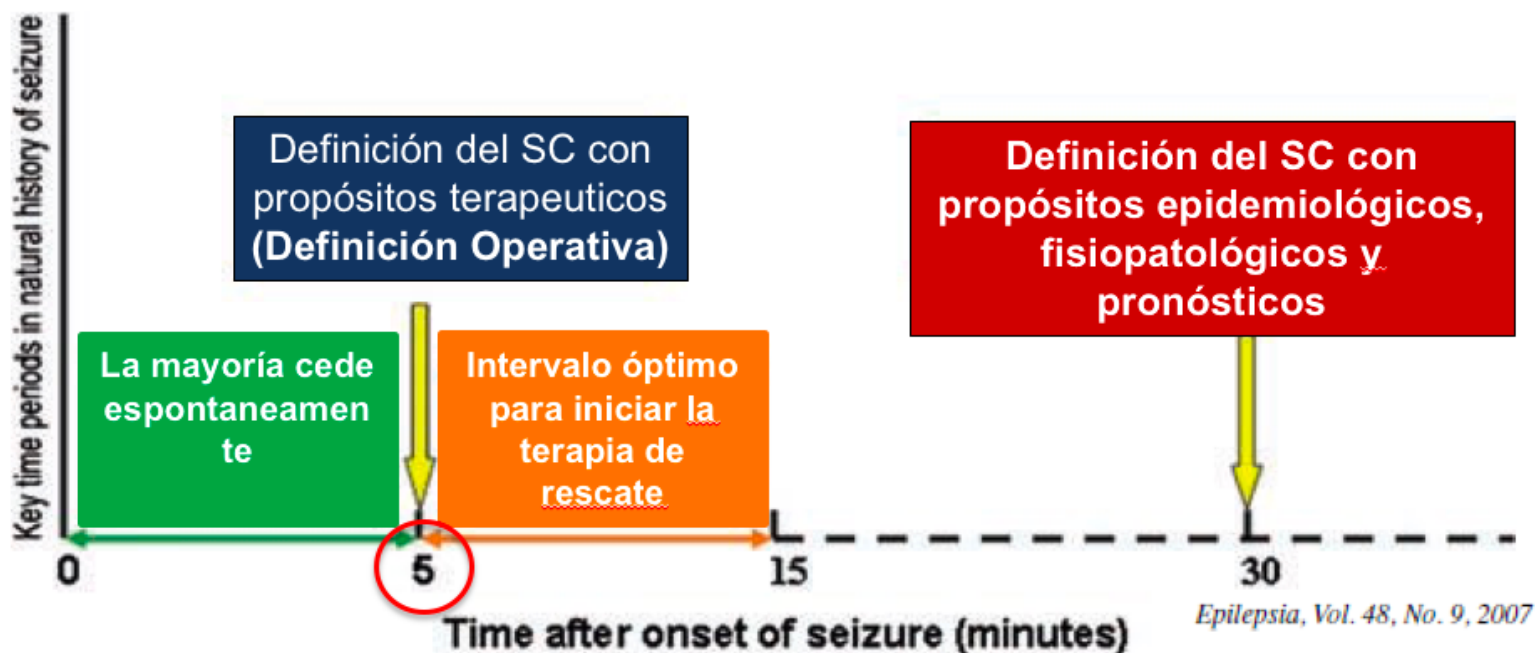 Key time periods in natural history of seizure
Definición del SC con
propósitos terapeuticos
(Definición Operativa)
Definición del SC con
propósitos epidemiológicos,
fisiopatológicos y
pronósticos
La mayoría cede
espontaneamen
te
Intervalo óptimo
para iniciar la
terapia de
rescate
0
5
15
30
Epilepsia, Vol. 48, No. 9, 2007
Time after onset of seizure (minutes)